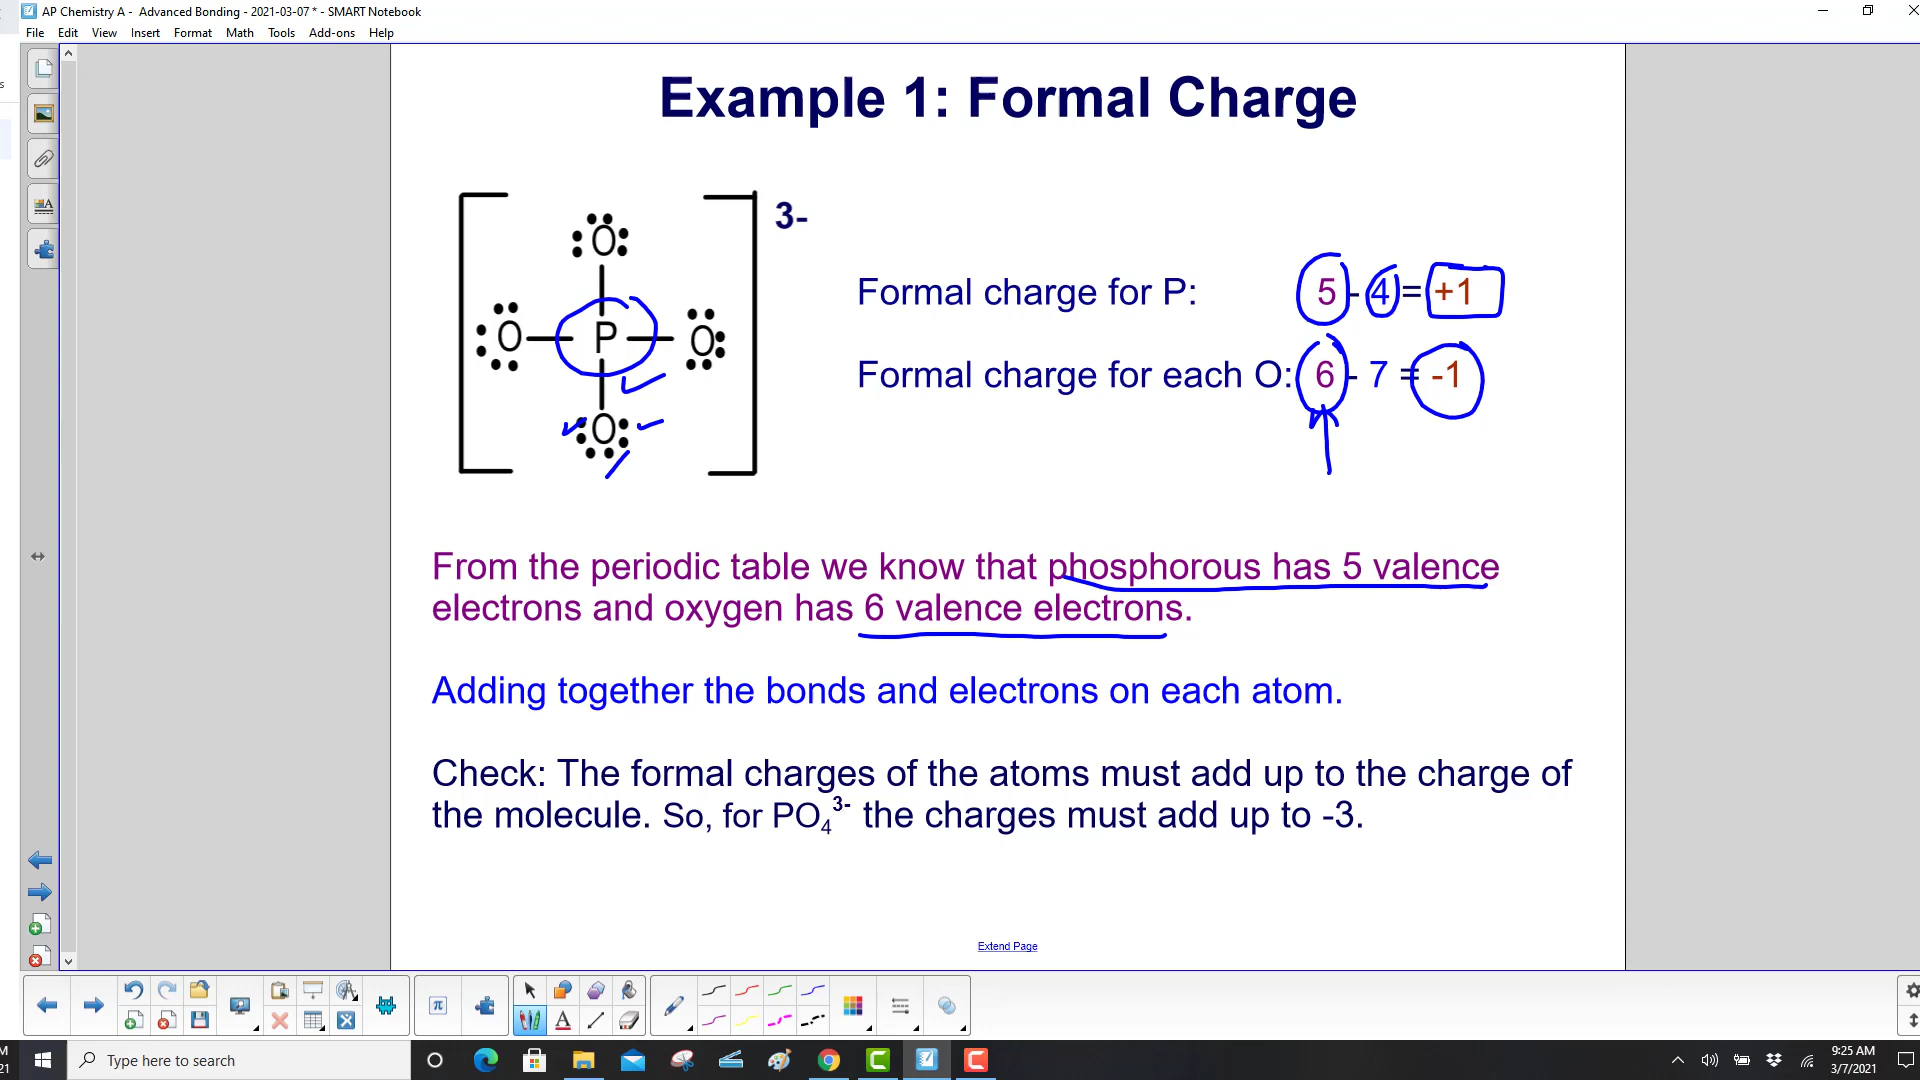 AP Chemistry A - Advanced Bonding - 2021-03-07 * - SMART Notebook
File Edit View Insert Format Math Tools Add-ons Help
Example 1: Formal Charge
3-
O
O P O
O
Formal charge for P: 5 - 4 = +1
Formal charge for each O: 6 - 7 = -1
From the periodic table we know that phosphorous has 5 valence
electrons and oxygen has 6 valence electrons.
Adding together the bonds and electrons on each atom.
Check: The formal charges of the atoms must add up to the charge of
the molecule. So, for PO₄³⁻ the charges must add up to -3.
Extend Page
π
A
Type here to search
9:25 AM
3/7/2021